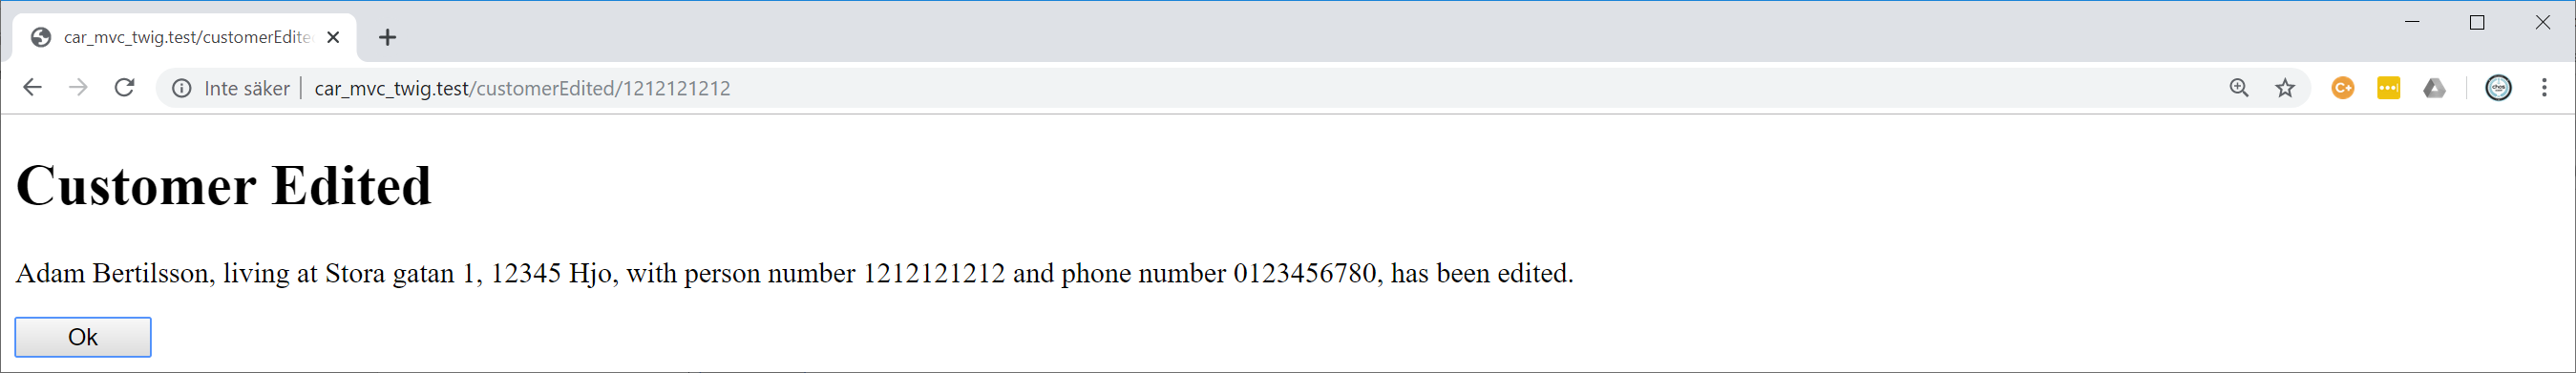 car_mvc_twig.test/customerEdite
Inte säker car_mvc_twig.test/customerEdited/1212121212
Customer Edited
Adam Bertilsson, living at Stora gatan 1, 12345 Hjo, with person number 1212121212 and phone number 0123456780, has been edited.
Ok